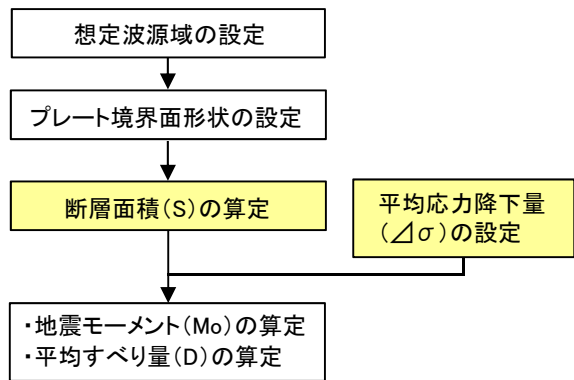 想定波源域の設定
プレート境界面形状の設定
断層面積(S)の算定
平均応力降下量
(⊿σ)の設定
・地震モーメント(Mo)の算定
・平均すべり量(D)の算定